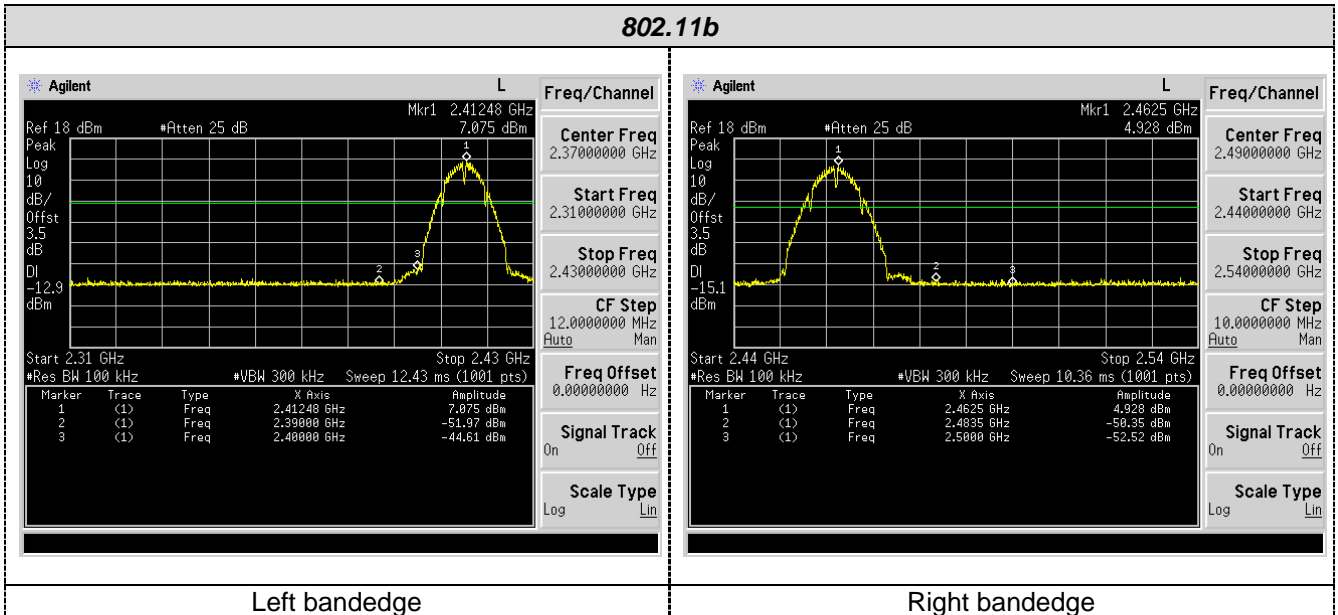 802.11b
Agilent L
Mkr1 2.41248 GHz
Ref 18 dBm #Atten 25 dB 7.075 dBm
Peak
Log
10
dB/
Offst
3.5
dB
DI
-12.9
dBm
1
2
3
Start 2.31 GHz Stop 2.43 GHz
#Res BW 100 kHz #VBW 300 kHz Sweep 12.43 ms (1001 pts)
Marker Trace Type X Axis Amplitude
1 (1) Freq 2.41248 GHz 7.075 dBm
2 (1) Freq 2.39000 GHz -51.97 dBm
3 (1) Freq 2.40000 GHz -44.61 dBm
Freq/Channel
Center Freq
2.37000000 GHz
Start Freq
2.31000000 GHz
Stop Freq
2.43000000 GHz
CF Step
12.0000000 MHz
Auto Man
Freq Offset
0.00000000 Hz
Signal Track
On Off
Scale Type
Log Lin
Left bandedge
Agilent L
Mkr1 2.4625 GHz
Ref 18 dBm #Atten 25 dB 4.928 dBm
Peak
Log
10
dB/
Offst
3.5
dB
DI
-15.1
dBm
1
2
3
Start 2.44 GHz Stop 2.54 GHz
#Res BW 100 kHz #VBW 300 kHz Sweep 10.36 ms (1001 pts)
Marker Trace Type X Axis Amplitude
1 (1) Freq 2.4625 GHz 4.928 dBm
2 (1) Freq 2.4835 GHz -50.35 dBm
3 (1) Freq 2.5000 GHz -52.52 dBm
Freq/Channel
Center Freq
2.49000000 GHz
Start Freq
2.44000000 GHz
Stop Freq
2.54000000 GHz
CF Step
10.0000000 MHz
Auto Man
Freq Offset
0.00000000 Hz
Signal Track
On Off
Scale Type
Log Lin
Right bandedge